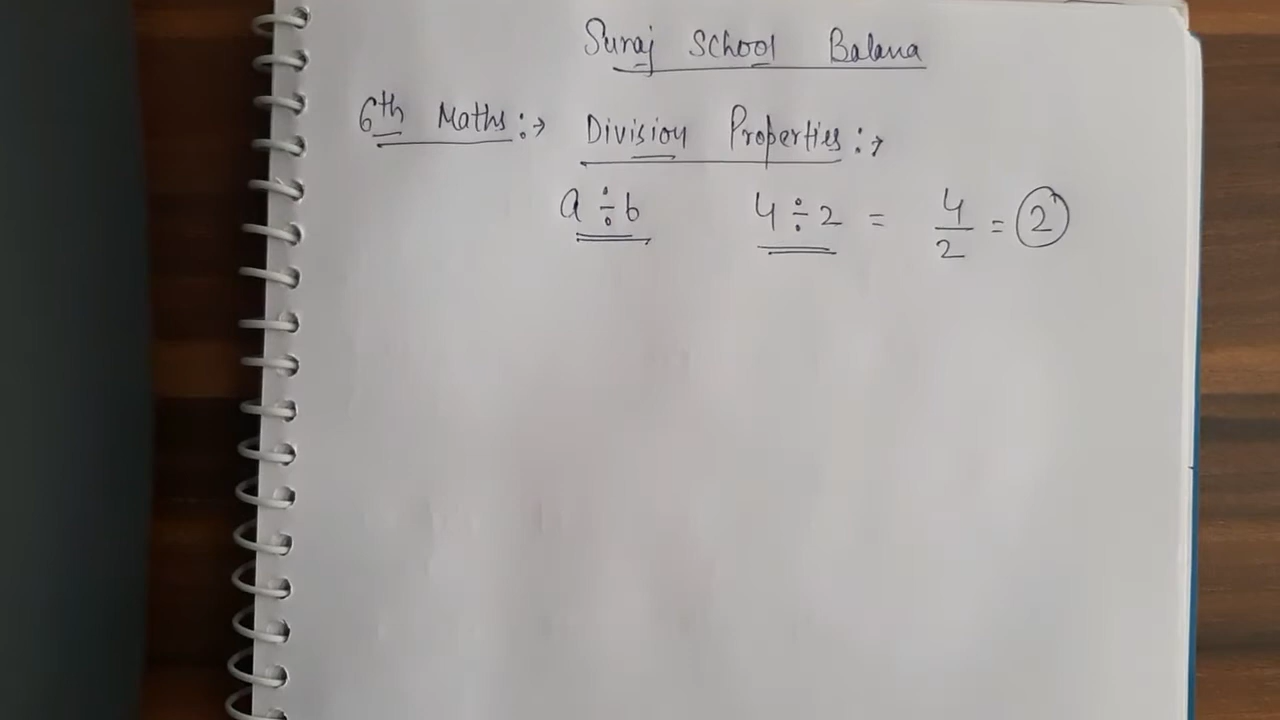 Suraj School Balana
6th Maths:→ Division Properties:→
a ÷ b 4 ÷ 2 = 4/2 = 2